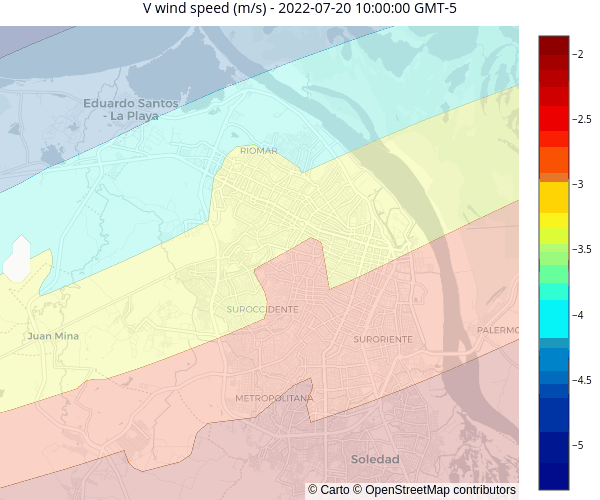 V wind speed (m/s) - 2022-07-20 10:00:00 GMT-5
Eduardo Santos
- La Playa
RIOMAR
SUROCCIDENTE
Juan Mina
SURORIENTE
PALERMO
METROPOLITANA
Soledad
© Carto © OpenStreetMap contributors
−2
−2.5
−3
−3.5
−4
−4.5
−5